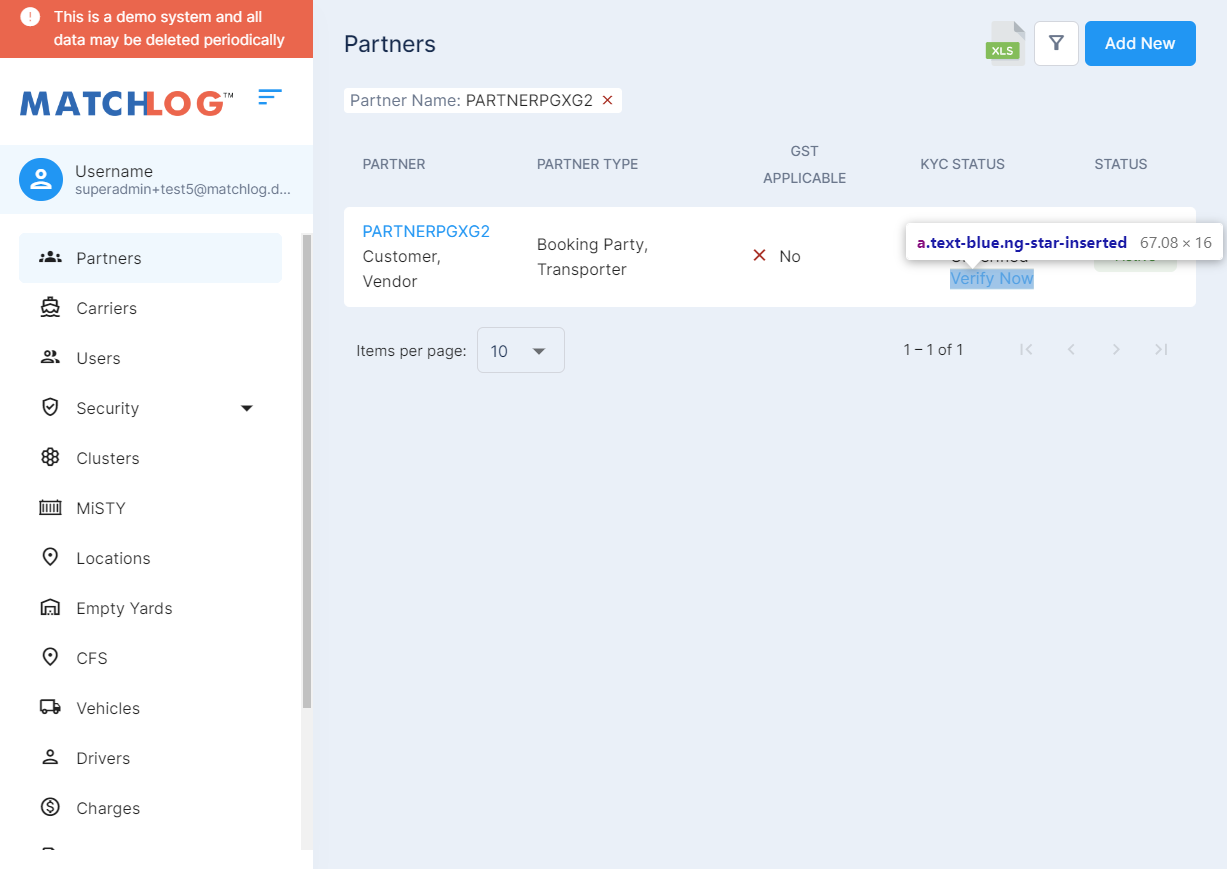 This is a demo system and all
data may be deleted periodically
MATCHLOG™
Username
superadmin+test5@matchlog.d...
Partners
Carriers
Users
Security
Clusters
MiSTY
Locations
Empty Yards
CFS
Vehicles
Drivers
Charges
Partners
XLS
Add New
Partner Name: PARTNERPGXG2
PARTNER
PARTNER TYPE
GST
APPLICABLE
KYC STATUS
STATUS
PARTNERPGXG2
Customer,
Vendor
Booking Party,
Transporter
No
a.text-blue.ng-star-inserted 67.08 × 16
Verify Now
Items per page:
10
1 – 1 of 1